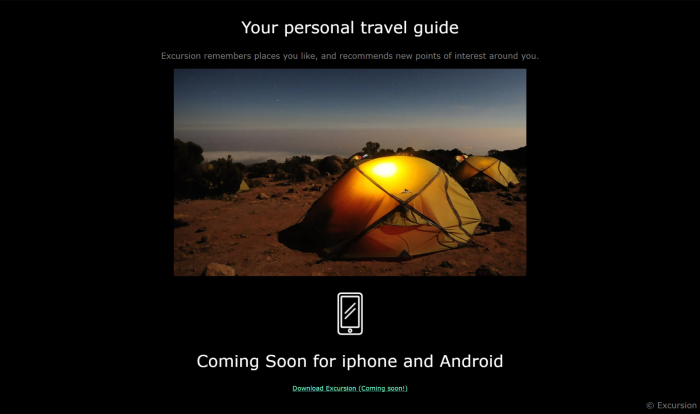 Your personal travel guide
Excursion remembers places you like, and recommends new points of interest around you.
Coming Soon for iphone and Android
Download Excursion (Coming soon!)
© Excursion